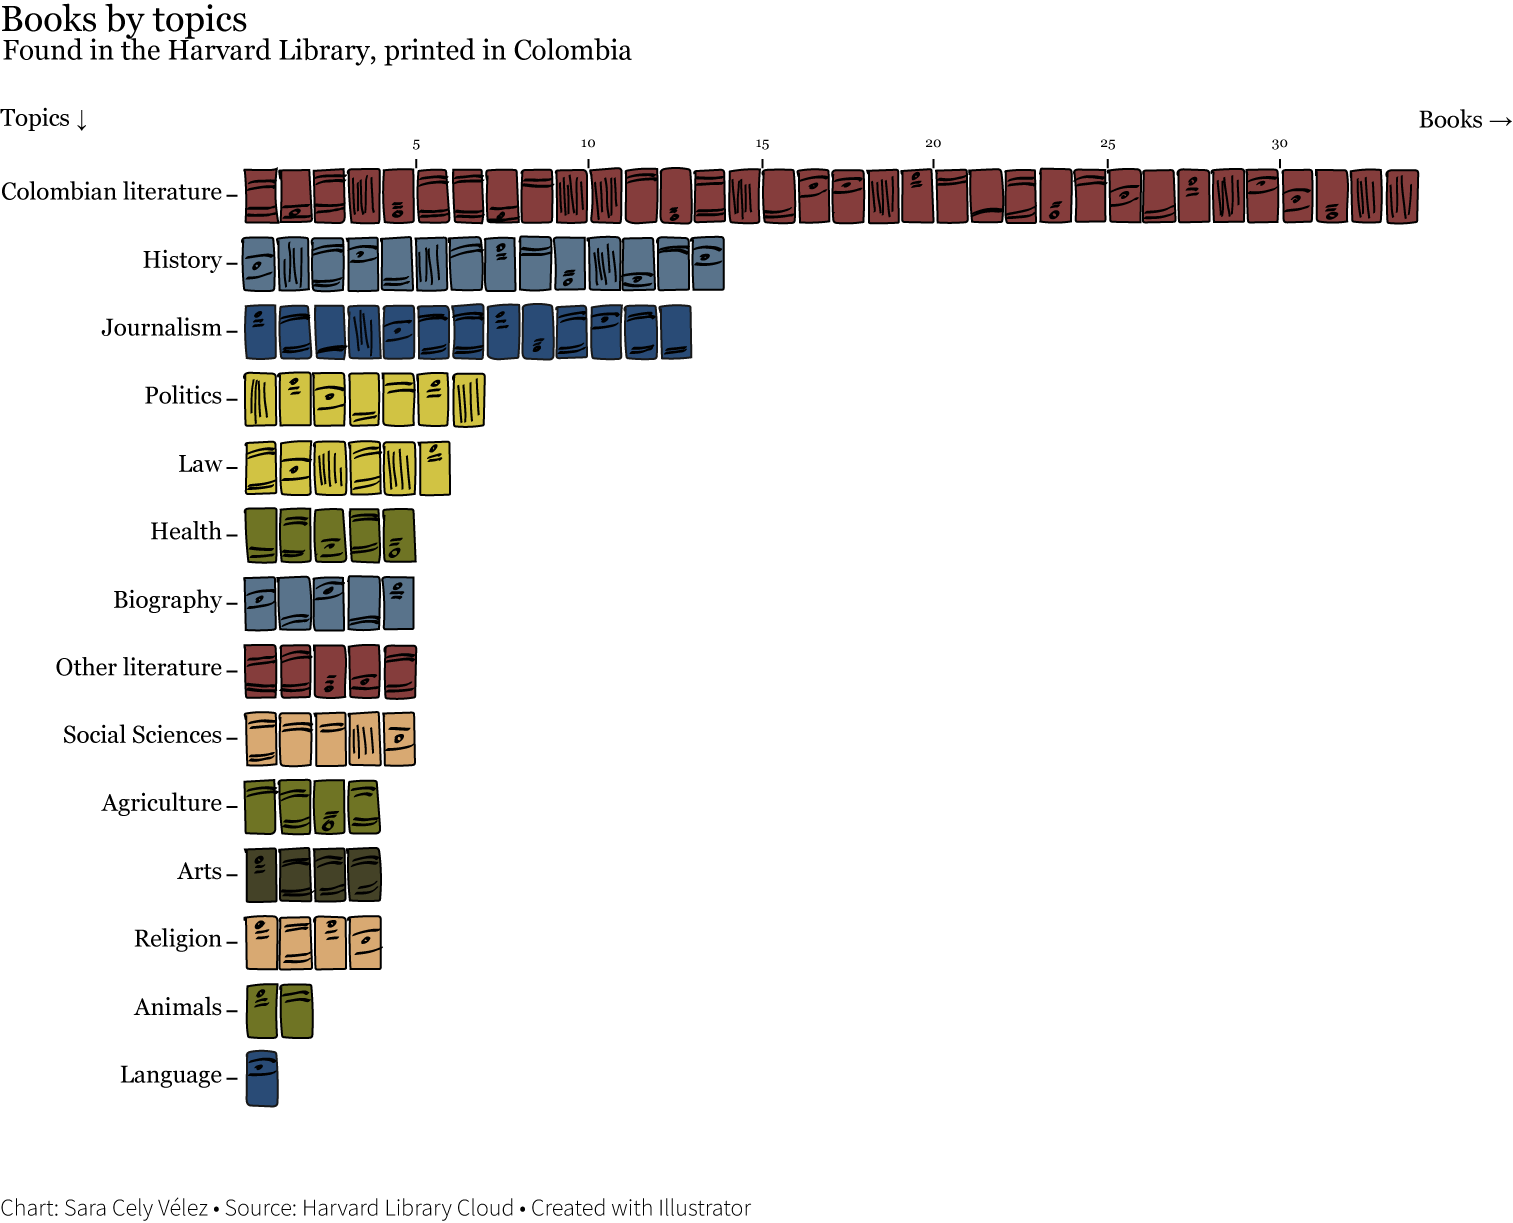 Books by topics
Found in the Harvard Library, printed in Colombia
Topics ↓
Books →
5 10 15 20 25 30
Colombian literature
History
Journalism
Politics
Law
Health
Biography
Other literature
Social Sciences
Agriculture
Arts
Religion
Animals
Language
Chart: Sara Cely Vélez • Source: Harvard Library Cloud • Created with Illustrator